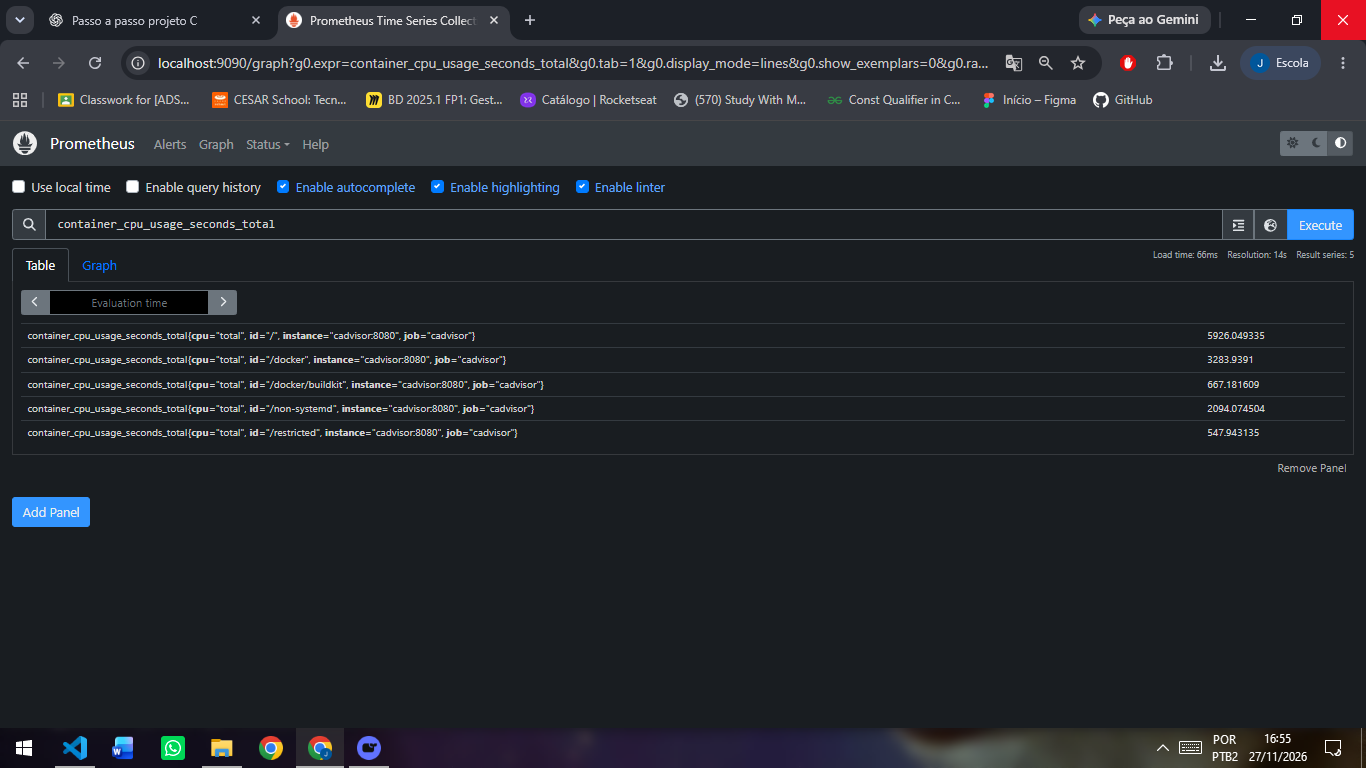 Passo a passo projeto C
Prometheus Time Series Collect
Peça ao Gemini
localhost:9090/graph?g0.expr=container_cpu_usage_seconds_total&g0.tab=1&g0.display_mode=lines&g0.show_exemplars=0&g0.ra...
J Escola
Classwork for [ADS...
CESAR School: Tecn...
BD 2025.1 FP1: Gest...
Catálogo | Rocketseat
(570) Study With M...
Const Qualifier in C...
Início – Figma
GitHub
Prometheus Alerts Graph Status Help
Use local time Enable query history Enable autocomplete Enable highlighting Enable linter
container_cpu_usage_seconds_total
Execute
Table Graph
Load time: 66ms Resolution: 14s Result series: 5
Evaluation time
container_cpu_usage_seconds_total{cpu="total", id="/", instance="cadvisor:8080", job="cadvisor"} 5926.049335
container_cpu_usage_seconds_total{cpu="total", id="/docker", instance="cadvisor:8080", job="cadvisor"} 3283.9391
container_cpu_usage_seconds_total{cpu="total", id="/docker/buildkit", instance="cadvisor:8080", job="cadvisor"} 667.181609
container_cpu_usage_seconds_total{cpu="total", id="/non-systemd", instance="cadvisor:8080", job="cadvisor"} 2094.074504
container_cpu_usage_seconds_total{cpu="total", id="/restricted", instance="cadvisor:8080", job="cadvisor"} 547.943135
Remove Panel
Add Panel
POR
PTB2
16:55
27/11/2026